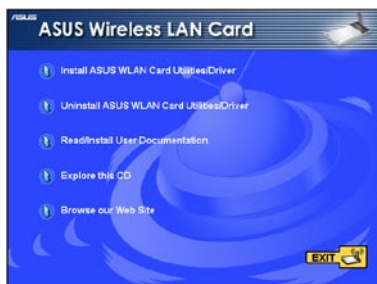 ASUS
ASUS Wireless LAN Card
Install ASUS WLAN Card Utilities/Driver
Uninstall ASUS WLAN Card Utilities/Driver
Read/Install User Documentation
Explore this CD
Browse our Web Site
EXIT